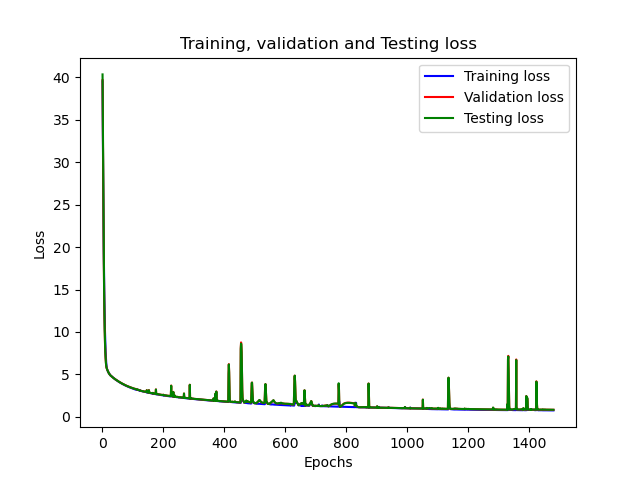 Training, validation and Testing loss
Training loss
Validation loss
Testing loss
Loss
40
35
30
25
20
15
10
5
0
0 200 400 600 800 1000 1200 1400
Epochs